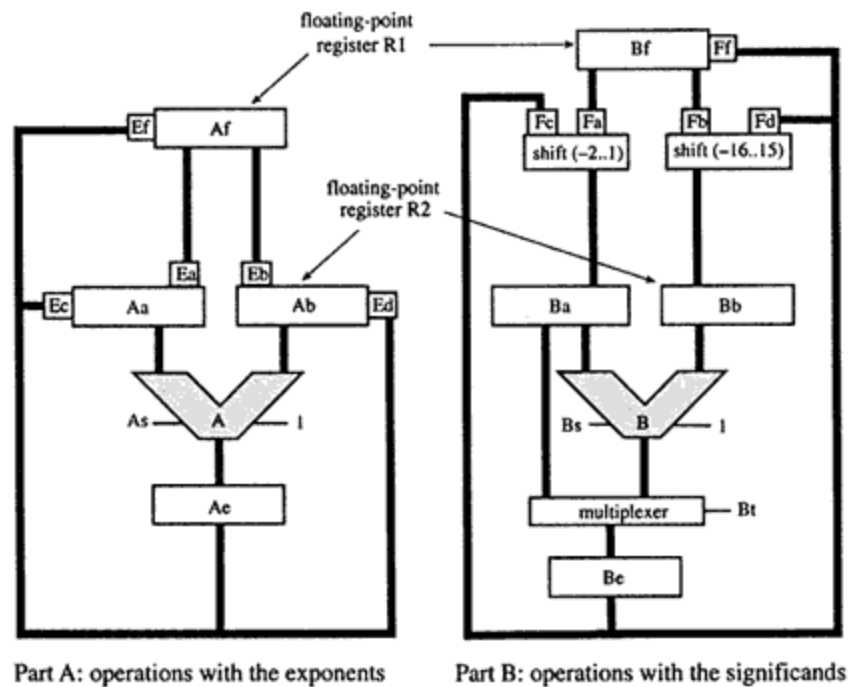 floating-point
register R1
Bf
Ff
Ef
Af
Fc
Fa
Fb
Fd
shift (−2..1)
shift (−16..15)
floating-point
register R2
Ea
Eb
Ec
Aa
Ab
Ed
Ba
Bb
As
A
1
Bs
B
1
Ae
multiplexer
Bt
Be
Part A: operations with the exponents
Part B: operations with the significands